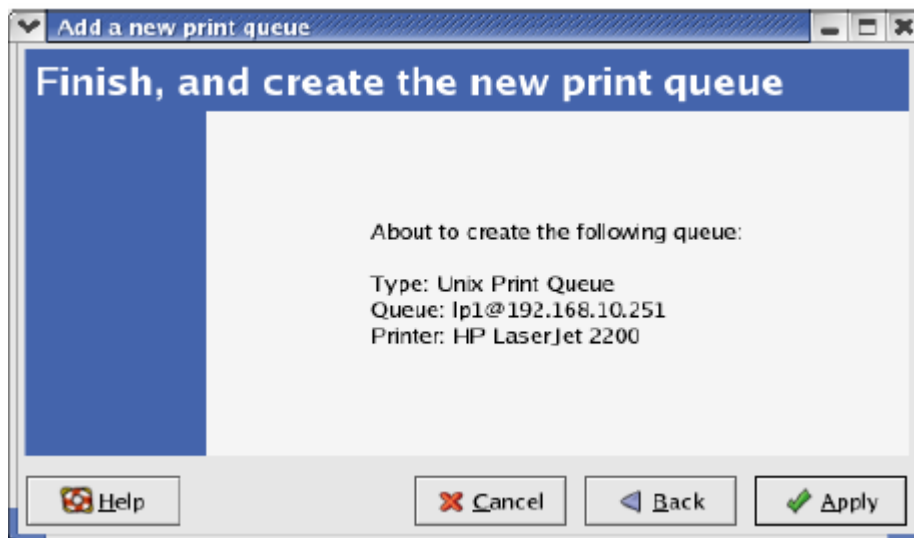 Add a new print queue
Finish, and create the new print queue
About to create the following queue:
Type: Unix Print Queue
Queue: lp1@192.168.10.251
Printer: HP LaserJet 2200
Help
Cancel
Back
Apply